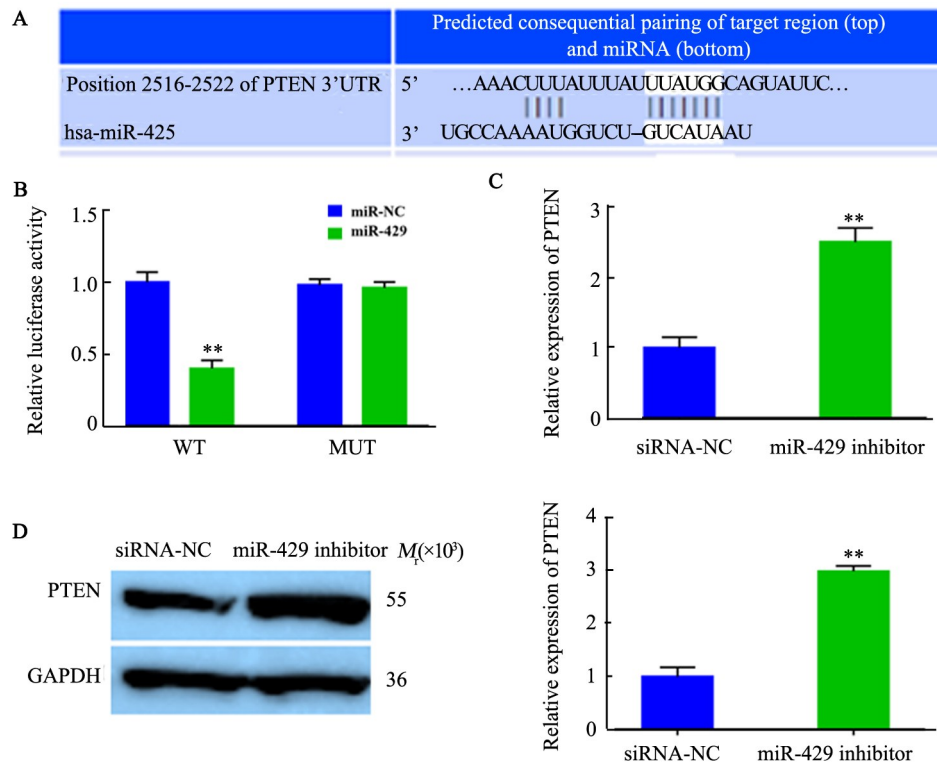 A
Predicted consequential pairing of target region (top)
and miRNA (bottom)
Position 2516-2522 of PTEN 3’UTR 5’ …AAACUUUAUUUAUUUAUGGCAGUAUUC…
hsa-miR-425 3’ UGCCAAAAUGGUCU–GUCAUAAU
B
Relative luciferase activity
1.5
1.0
0.5
0
miR-NC
miR-429
**
WT MUT
C
Relative expression of PTEN
3
2
1
0
**
siRNA-NC miR-429 inhibitor
D
siRNA-NC miR-429 inhibitor Mr(×10³)
PTEN 55
GAPDH 36
Relative expression of PTEN
4
3
2
1
0
**
siRNA-NC miR-429 inhibitor